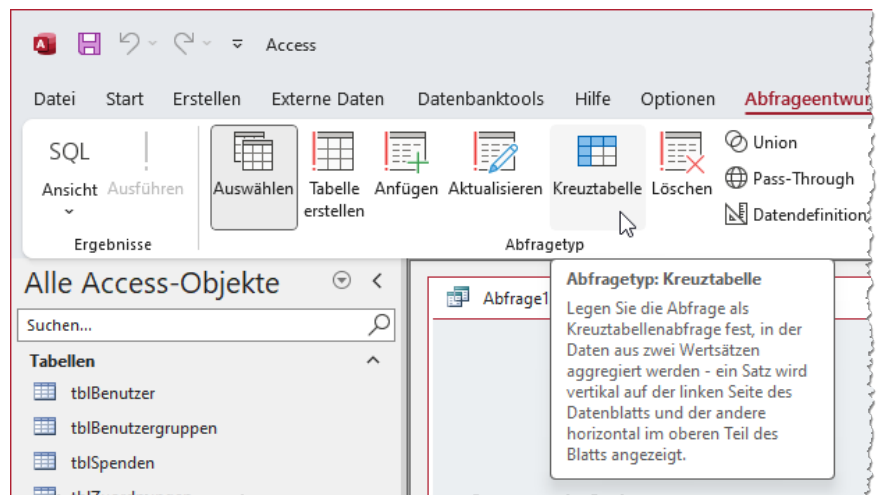 Access
Datei Start Erstellen Externe Daten Datenbanktools Hilfe Optionen
SQL
Ansicht Ausführen Auswählen Tabelle erstellen Anfügen Aktualisieren Kreuztabelle Löschen
Union
Pass-Through
Datendefinition
Ergebnisse Abfragetyp
Alle Access-Objekte
Suchen...
Tabellen
tblBenutzer
tblBenutzergruppen
tblSpenden
Abfrage1
Abfragetyp: Kreuztabelle
Legen Sie die Abfrage als
Kreuztabellenabfrage fest, in der
Daten aus zwei Wertsätzen
aggregiert werden - ein Satz wird
vertikal auf der linken Seite des
Datenblatts und der andere
horizontal im oberen Teil des
Blatts angezeigt.